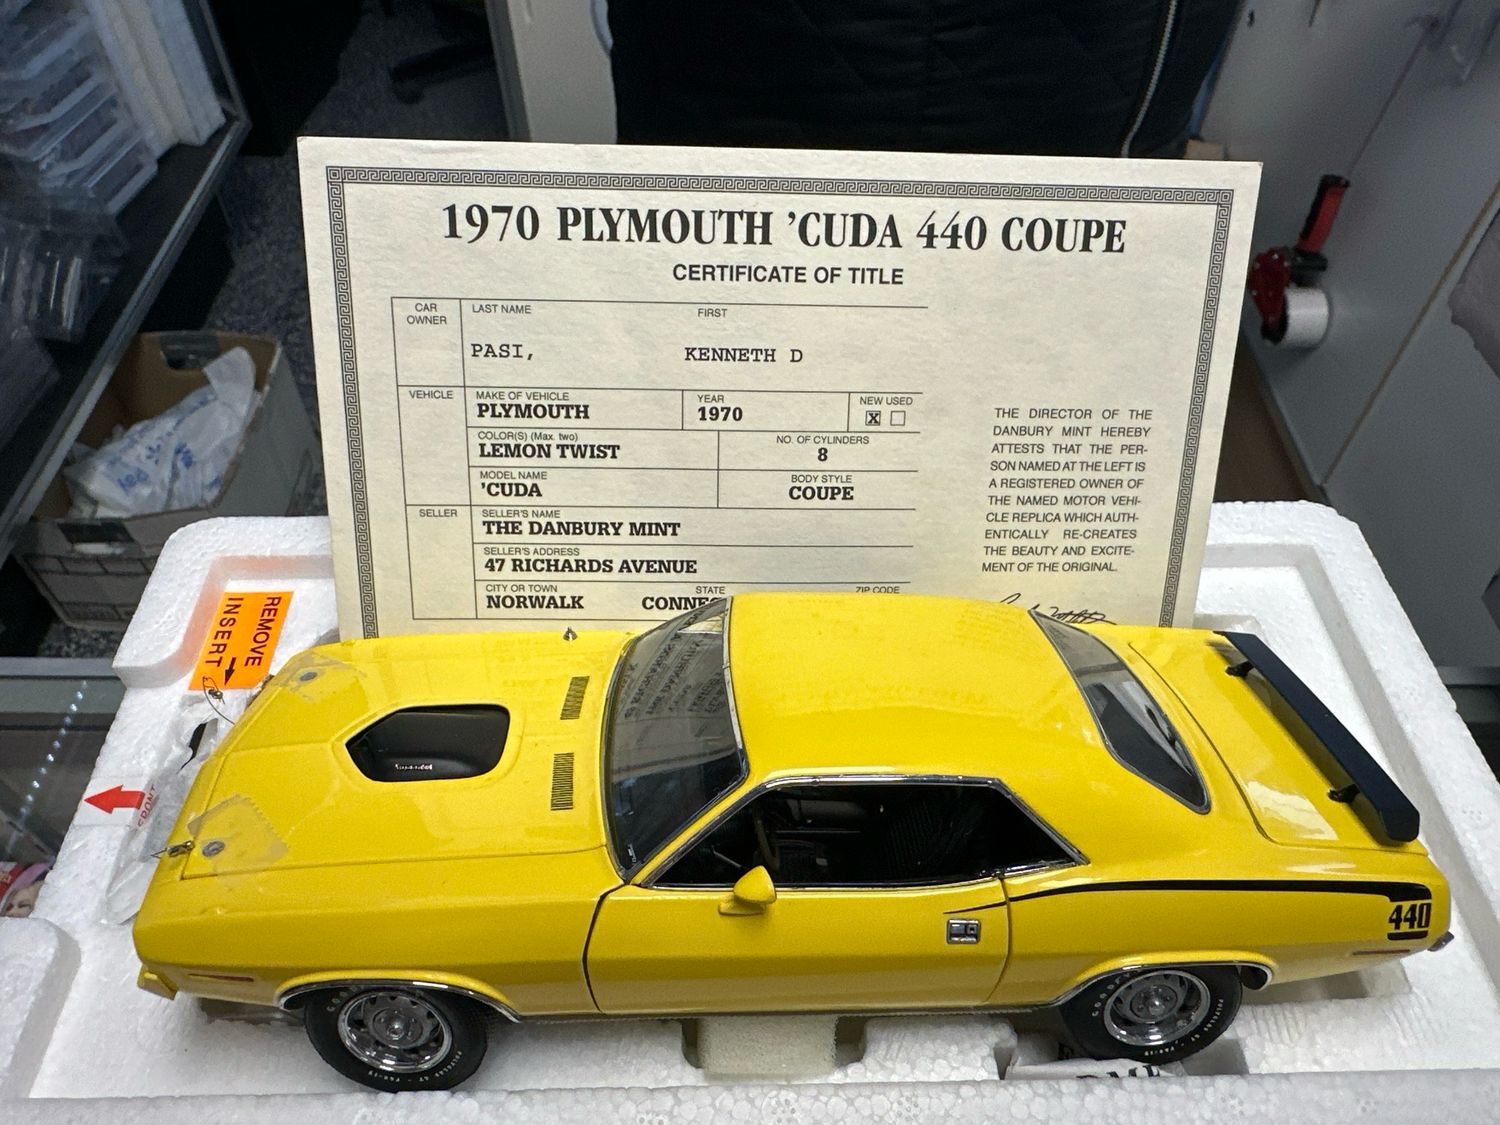 1970 PLYMOUTH 'CUDA 440 COUPE
CERTIFICATE OF TITLE
CAR OWNER
LAST NAME FIRST
PASI, KENNETH D
VEHICLE
MAKE OF VEHICLE
PLYMOUTH
YEAR
1970
NEW USED
X
COLOR(S) (Max. two)
LEMON TWIST
NO. OF CYLINDERS
8
MODEL NAME
'CUDA
BODY STYLE
COUPE
SELLER
SELLER'S NAME
THE DANBURY MINT
SELLER'S ADDRESS
47 RICHARDS AVENUE
CITY OR TOWN STATE ZIP CODE
NORWALK
THE DIRECTOR OF THE
DANBURY MINT HEREBY
ATTESTS THAT THE PER-
SON NAMED AT THE LEFT IS
A REGISTERED OWNER OF
THE NAMED MOTOR VEHI-
CLE REPLICA WHICH AUTH-
ENTICALLY RE-CREATES
THE BEAUTY AND EXCITE-
MENT OF THE ORIGINAL.
REMOVE
INSERT
FRONT
440